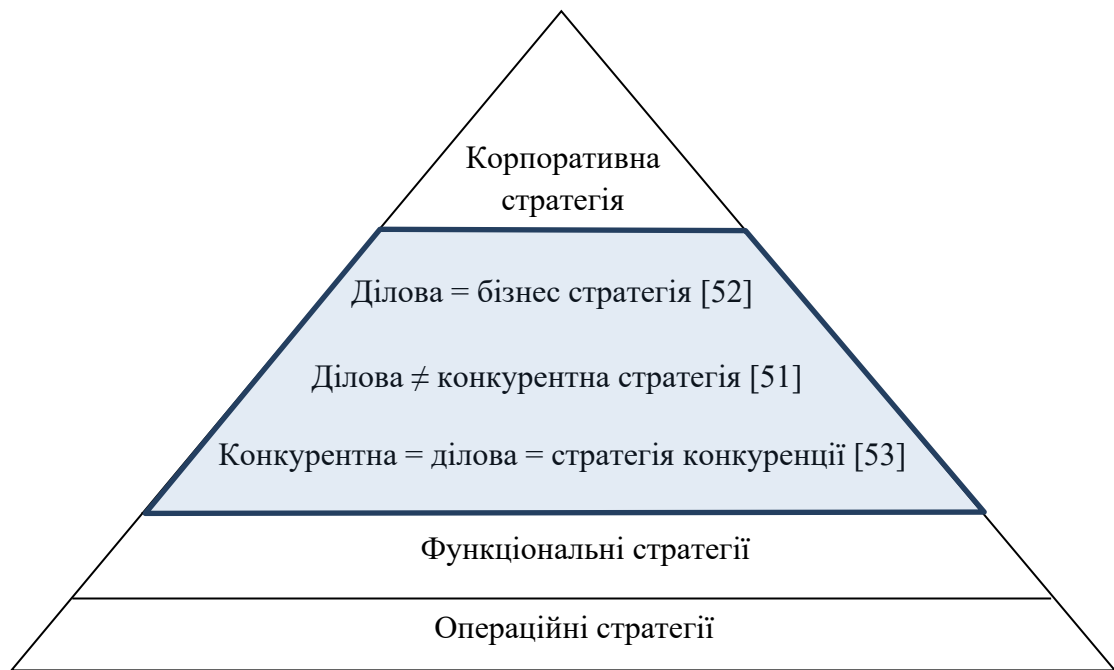 Корпоративна
стратегія
Ділова = бізнес стратегія [52]
Ділова ≠ конкурентна стратегія [51]
Конкурентна = ділова = стратегія конкуренції [53]
Функціональні стратегії
Операційні стратегії